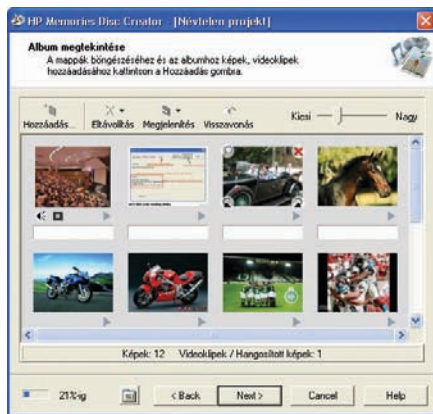 HP Memories Disc Creator - [Névtelen projekt]
Album megtekintése
A mappák böngészéséhez és az albumhoz képek, videoklipek
hozzáadásához kattintson a Hozzáadás gombra.
Hozzáadás... Eltávolítás Megjelenítés Visszavonás Kicsi Nagy
Képek: 12 Videoklipek / Hangosított képek: 1
21%-ig < Back Next > Cancel Help